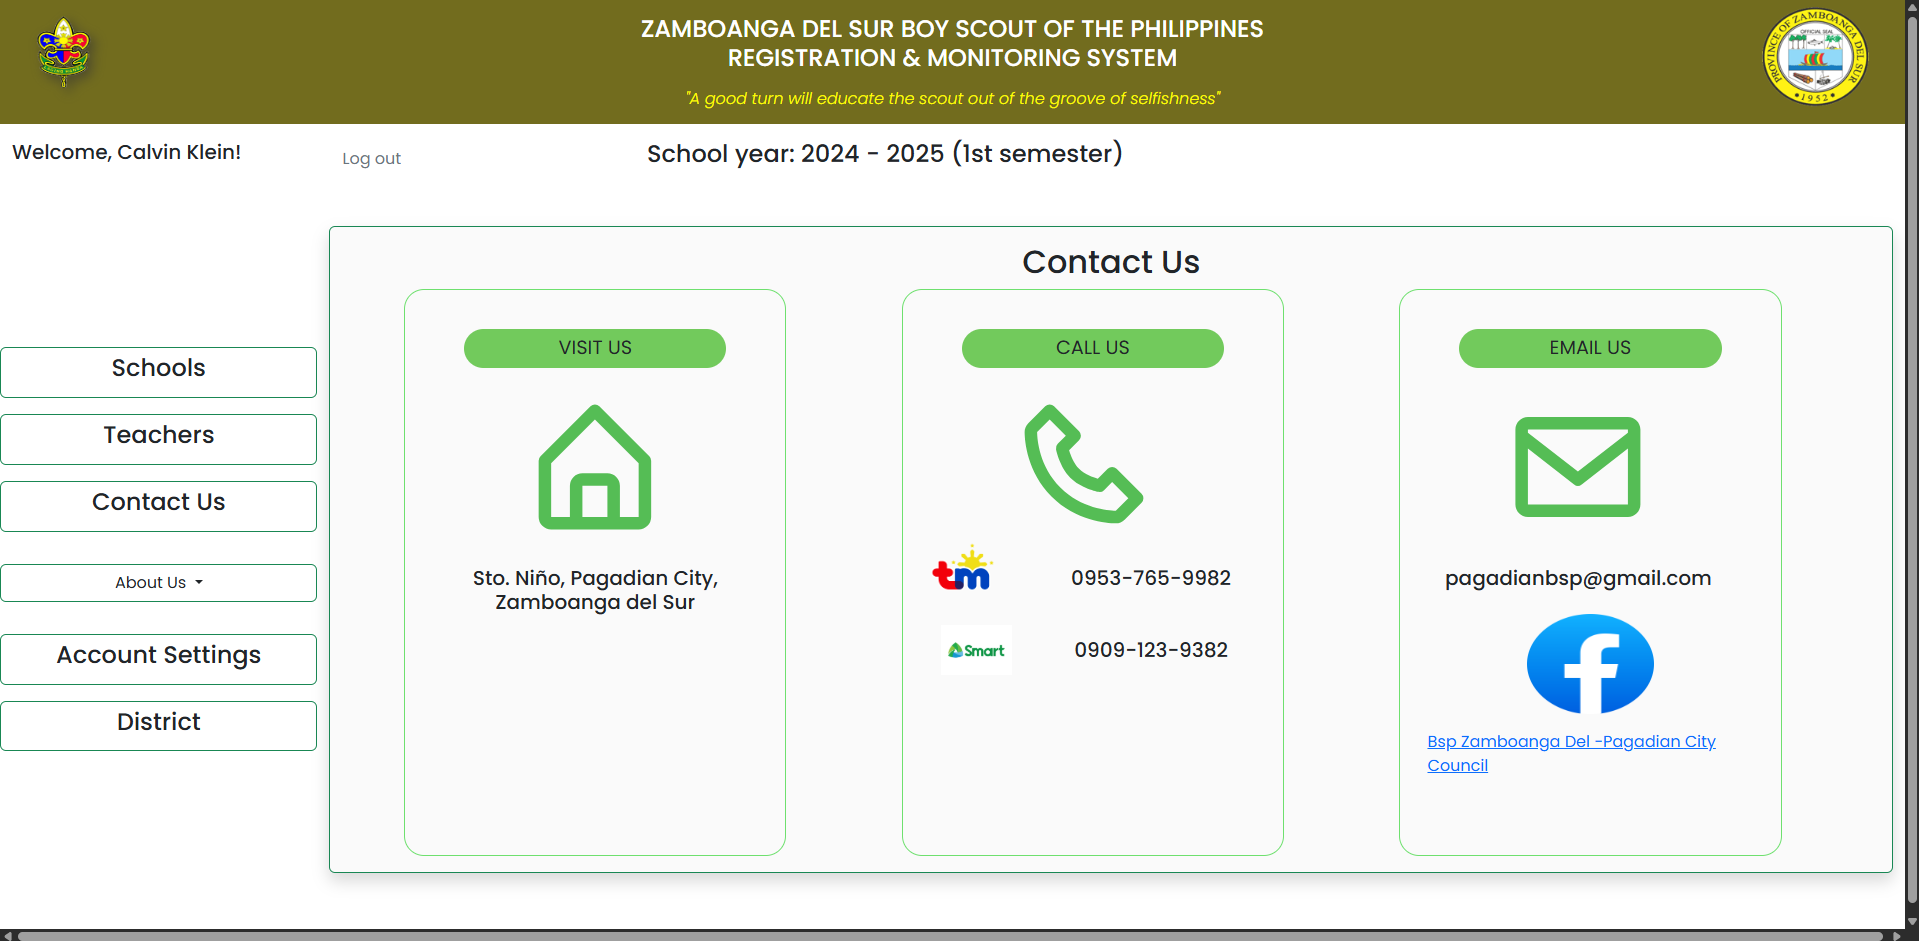 ZAMBOANGA DEL SUR BOY SCOUT OF THE PHILIPPINES
REGISTRATION & MONITORING SYSTEM
"A good turn will educate the scout out of the groove of selfishness"
PROVINCE OF ZAMBOANGA DEL SUR
OFFICIAL SEAL
1952
Welcome, Calvin Klein!
Log out
School year: 2024 - 2025 (1st semester)
Schools
Teachers
Contact Us
About Us
Account Settings
District
Contact Us
VISIT US
Sto. Niño, Pagadian City,
Zamboanga del Sur
CALL US
tm
0953-765-9982
Smart
0909-123-9382
EMAIL US
pagadianbsp@gmail.com
f
Bsp Zamboanga Del -Pagadian City
Council